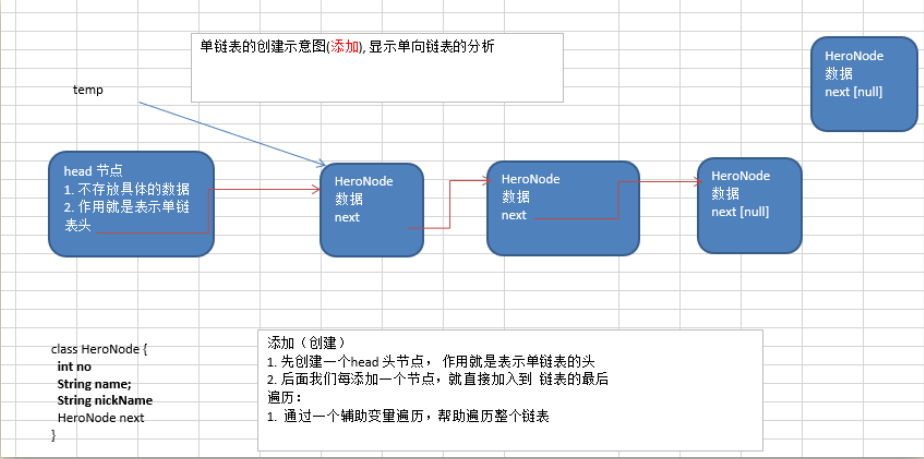 单链表的创建示意图(添加), 显示单向链表的分析
HeroNode
数据
next [null]
temp
head 节点
1. 不存放具体的数据
2. 作用就是表示单链
表头
HeroNode
数据
next
HeroNode
数据
next
HeroNode
数据
next [null]
class HeroNode {
int no
String name;
String nickName
HeroNode next
}
添加（创建）
1. 先创建一个head 头节点， 作用就是表示单链表的头
2. 后面我们每添加一个节点，就直接加入到 链表的最后
遍历：
1. 通过一个辅助变量遍历，帮助遍历整个链表